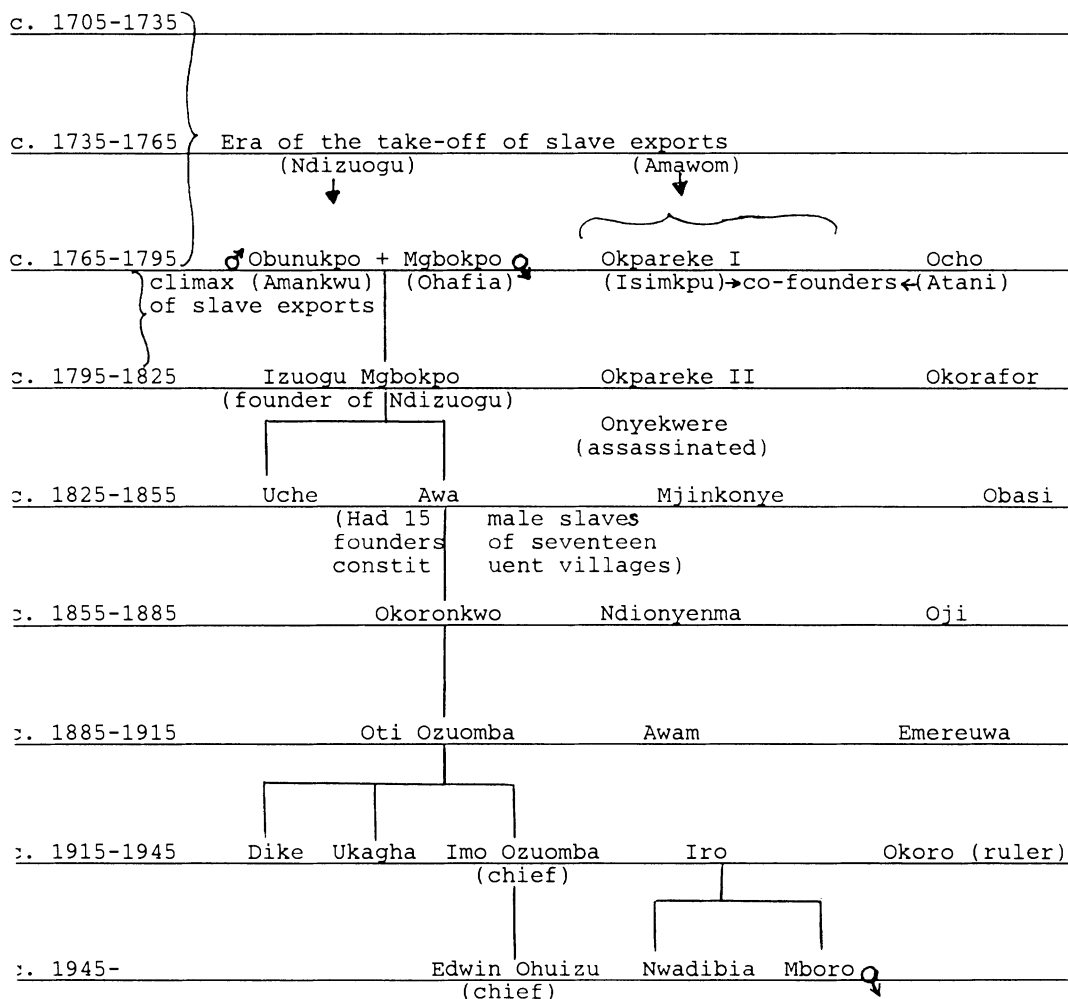 c. 1705-1735
c. 1735-1765 Era of the take-off of slave exports
(Ndizuogu) (Amawom)
c. 1765-1795 ♂ Obunukpo + Mgbokpo ♀ Okpareke I Ocho
climax (Amankwu) (Ohafia) (Isimkpu)→co-founders←(Atani)
of slave exports
c. 1795-1825 Izuogu Mgbokpo Okpareke II Okorafor
(founder of Ndizuogu)
Onyekwere
(assassinated)
c. 1825-1855 Uche Awa Mjinkonye Obasi
(Had 15 male slaves
founders of seventeen
constit uent villages)
c. 1855-1885 Okoronkwo Ndionyenma Oji
c. 1885-1915 Oti Ozuomba Awam Emereuwa
c. 1915-1945 Dike Ukagha Imo Ozuomba Iro Okoro (ruler)
(chief)
c. 1945- Edwin Ohuizu Nwadibia Mboro ♀
(chief)